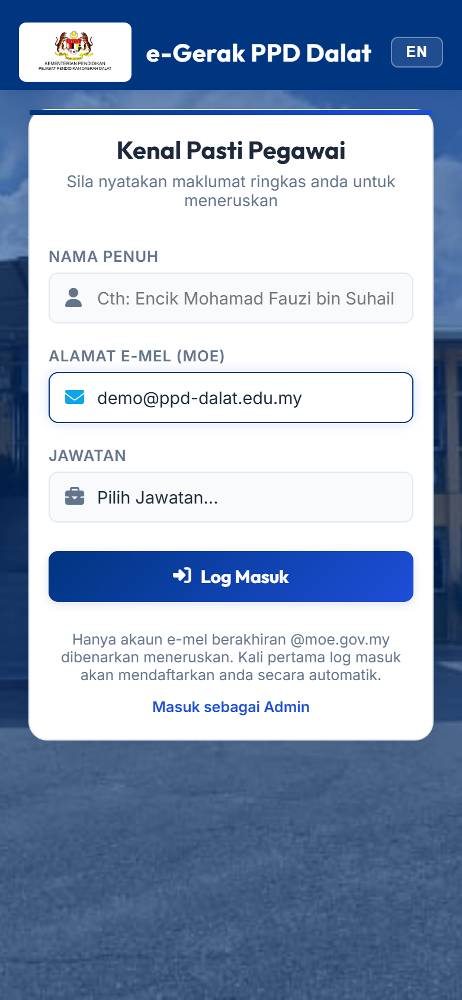 KEMENTERIAN PENDIDIKAN
PEJABAT PENDIDIKAN DAERAH DALAT
e-Gerak PPD Dalat
EN
Kenal Pasti Pegawai
Sila nyatakan maklumat ringkas anda untuk
meneruskan
NAMA PENUH
Cth: Encik Mohamad Fauzi bin Suhail
ALAMAT E-MEL (MOE)
demo@ppd-dalat.edu.my
JAWATAN
Pilih Jawatan...
Log Masuk
Hanya akaun e-mel berakhiran @moe.gov.my
dibenarkan meneruskan. Kali pertama log masuk
akan mendaftarkan anda secara automatik.
Masuk sebagai Admin